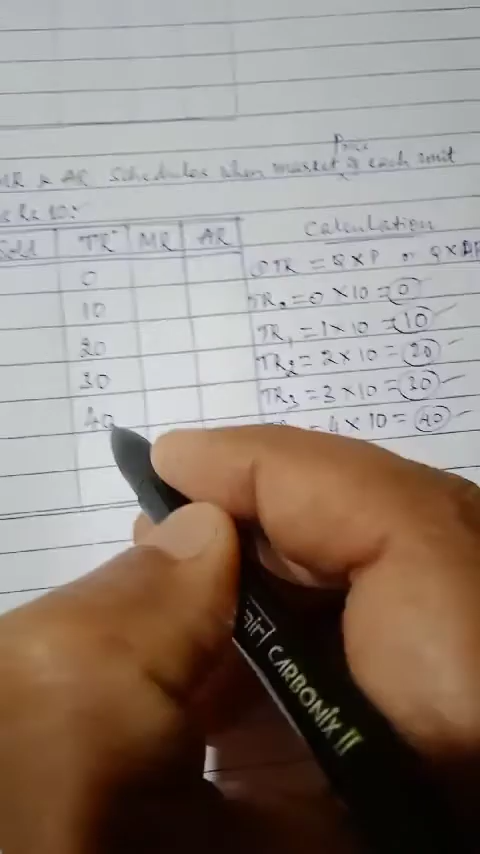 MR & AR Schedules when market price of each unit
is Rs 10:-
Sold TR MR AR
0
10
20
30
40
Calculation
① TR = Q × P or Q × AR
TR₀ = 0 × 10 = 0
TR₁ = 1 × 10 = 10
TR₂ = 2 × 10 = 20
TR₃ = 3 × 10 = 30
= 4 × 10 = 40
CARBONIX II